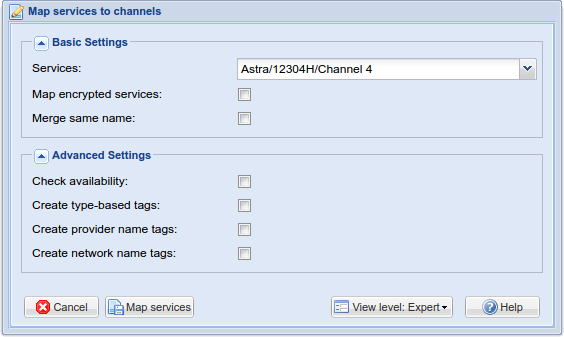 Map services to channels
Basic Settings
Services: Astra/12304H/Channel 4
Map encrypted services:
Merge same name:
Advanced Settings
Check availability:
Create type-based tags:
Create provider name tags:
Create network name tags:
Cancel Map services View level: Expert Help